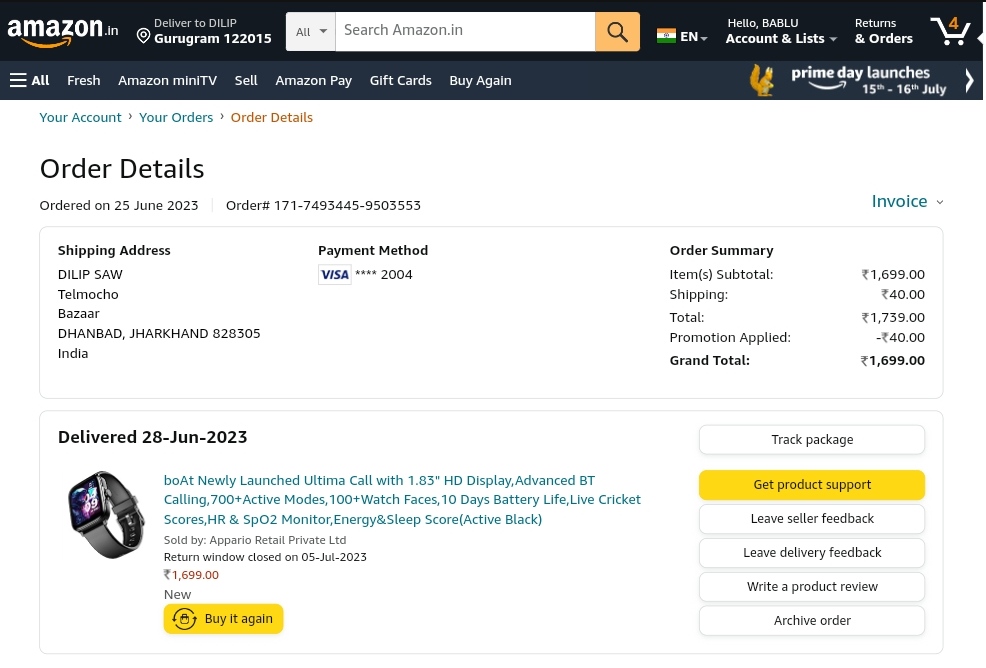 amazon.in
Deliver to DILIP
Gurugram 122015
All
Search Amazon.in
EN
Hello, BABLU
Account & Lists
Returns
& Orders
4
All Fresh Amazon miniTV Sell Amazon Pay Gift Cards Buy Again
prime day launches
15th - 16th July
Your Account › Your Orders › Order Details
Order Details
Ordered on 25 June 2023 Order# 171-7493445-9503553
Invoice
Shipping Address
DILIP SAW
Telmocho
Bazaar
DHANBAD, JHARKHAND 828305
India
Payment Method
VISA **** 2004
Order Summary
Item(s) Subtotal: ₹1,699.00
Shipping: ₹40.00
Total: ₹1,739.00
Promotion Applied: -₹40.00
Grand Total: ₹1,699.00
Delivered 28-Jun-2023
boAt Newly Launched Ultima Call with 1.83" HD Display,Advanced BT
Calling,700+Active Modes,100+Watch Faces,10 Days Battery Life,Live Cricket
Scores,HR & SpO2 Monitor,Energy&Sleep Score(Active Black)
Sold by: Appario Retail Private Ltd
Return window closed on 05-Jul-2023
₹1,699.00
New
Buy it again
Track package
Get product support
Leave seller feedback
Leave delivery feedback
Write a product review
Archive order